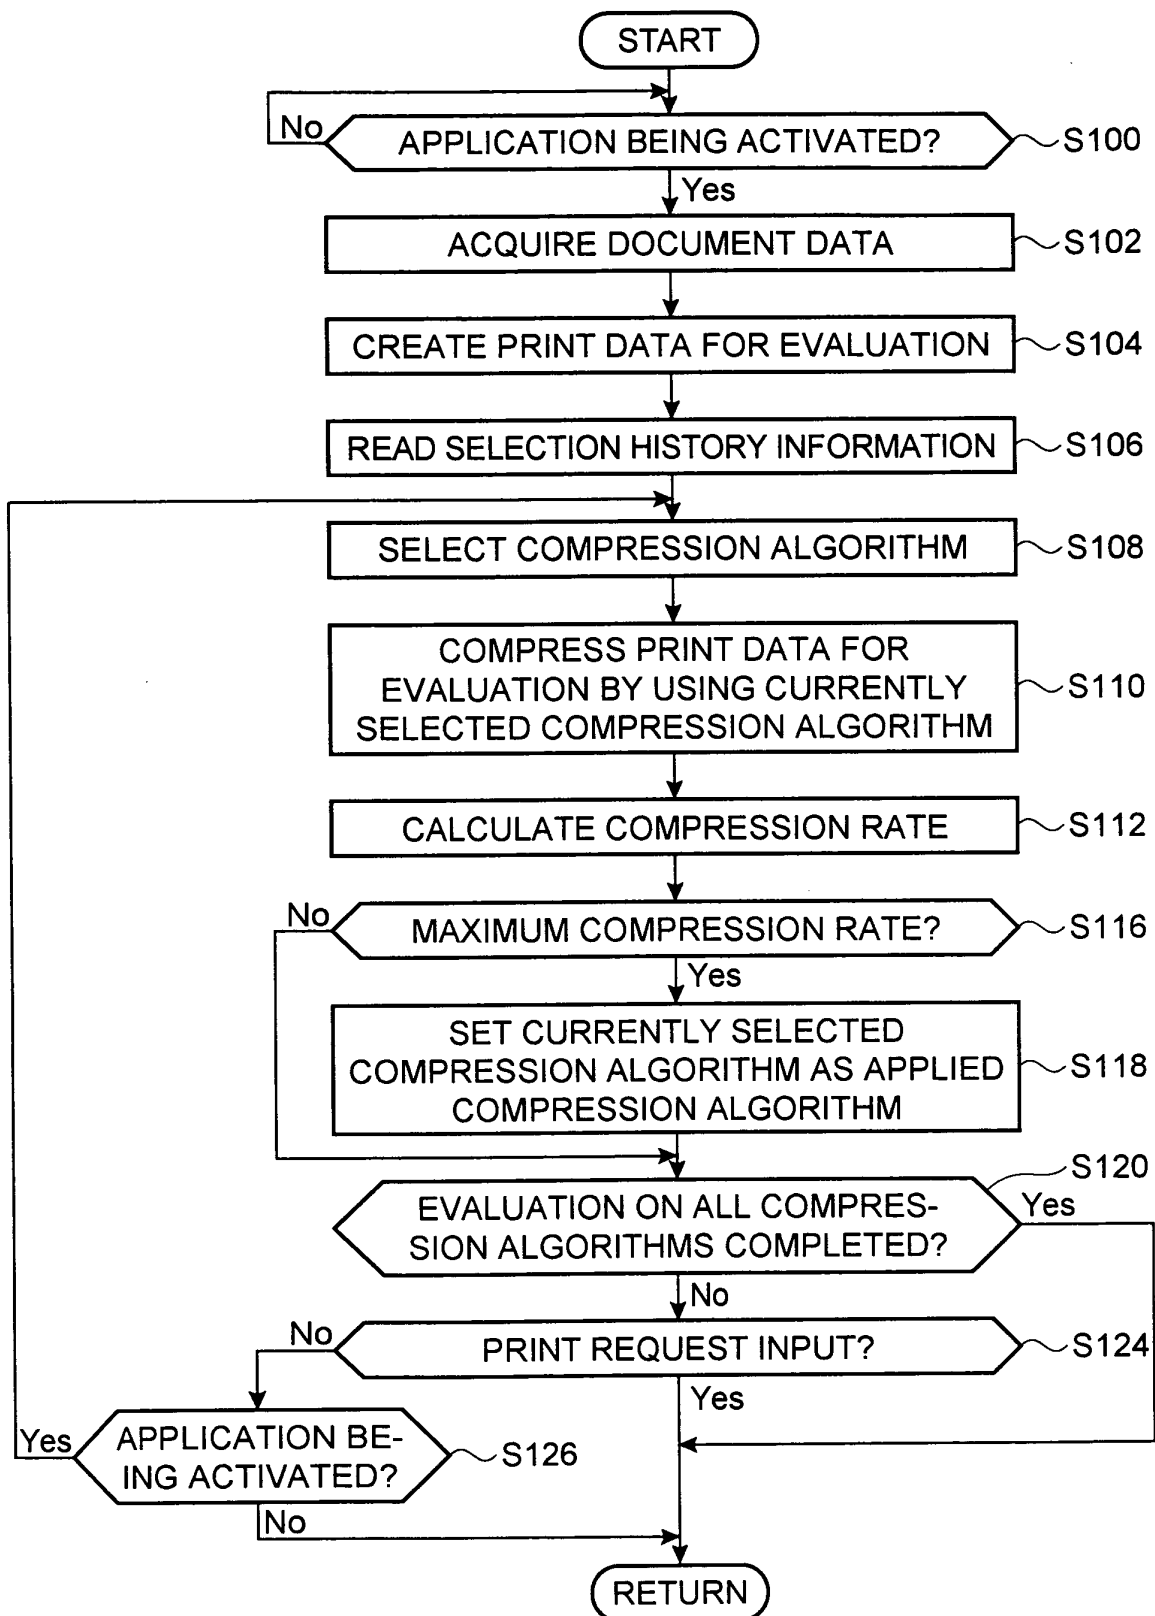 START
No
APPLICATION BEING ACTIVATED?
S100
Yes
ACQUIRE DOCUMENT DATA
S102
CREATE PRINT DATA FOR EVALUATION
S104
READ SELECTION HISTORY INFORMATION
S106
SELECT COMPRESSION ALGORITHM
S108
COMPRESS PRINT DATA FOR
EVALUATION BY USING CURRENTLY
SELECTED COMPRESSION ALGORITHM
S110
CALCULATE COMPRESSION RATE
S112
No
MAXIMUM COMPRESSION RATE?
S116
Yes
SET CURRENTLY SELECTED
COMPRESSION ALGORITHM AS APPLIED
COMPRESSION ALGORITHM
S118
S120
EVALUATION ON ALL COMPRES-
SION ALGORITHMS COMPLETED?
Yes
No
No
PRINT REQUEST INPUT?
S124
Yes
Yes
APPLICATION BE-
ING ACTIVATED?
S126
No
RETURN